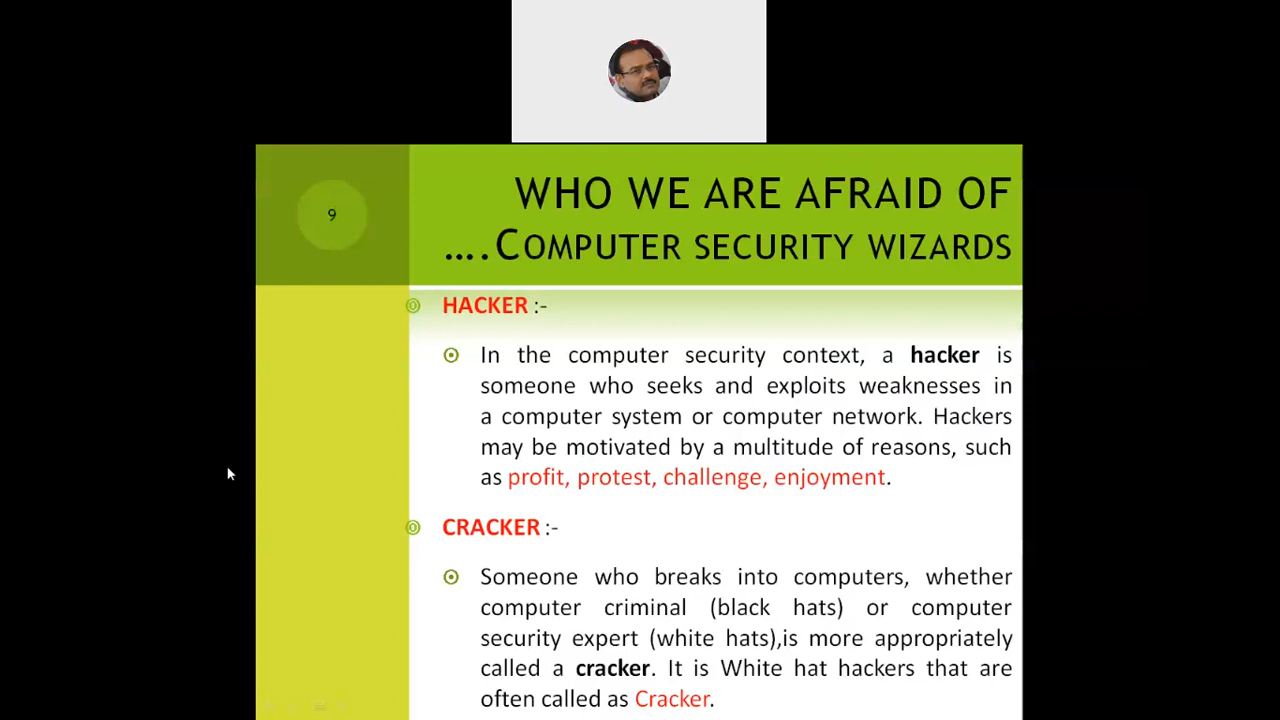 9
WHO WE ARE AFRAID OF
….COMPUTER SECURITY WIZARDS
HACKER :-
In the computer security context, a hacker is
someone who seeks and exploits weaknesses in
a computer system or computer network. Hackers
may be motivated by a multitude of reasons, such
as profit, protest, challenge, enjoyment.
CRACKER :-
Someone who breaks into computers, whether
computer criminal (black hats) or computer
security expert (white hats),is more appropriately
called a cracker. It is White hat hackers that are
often called as Cracker.